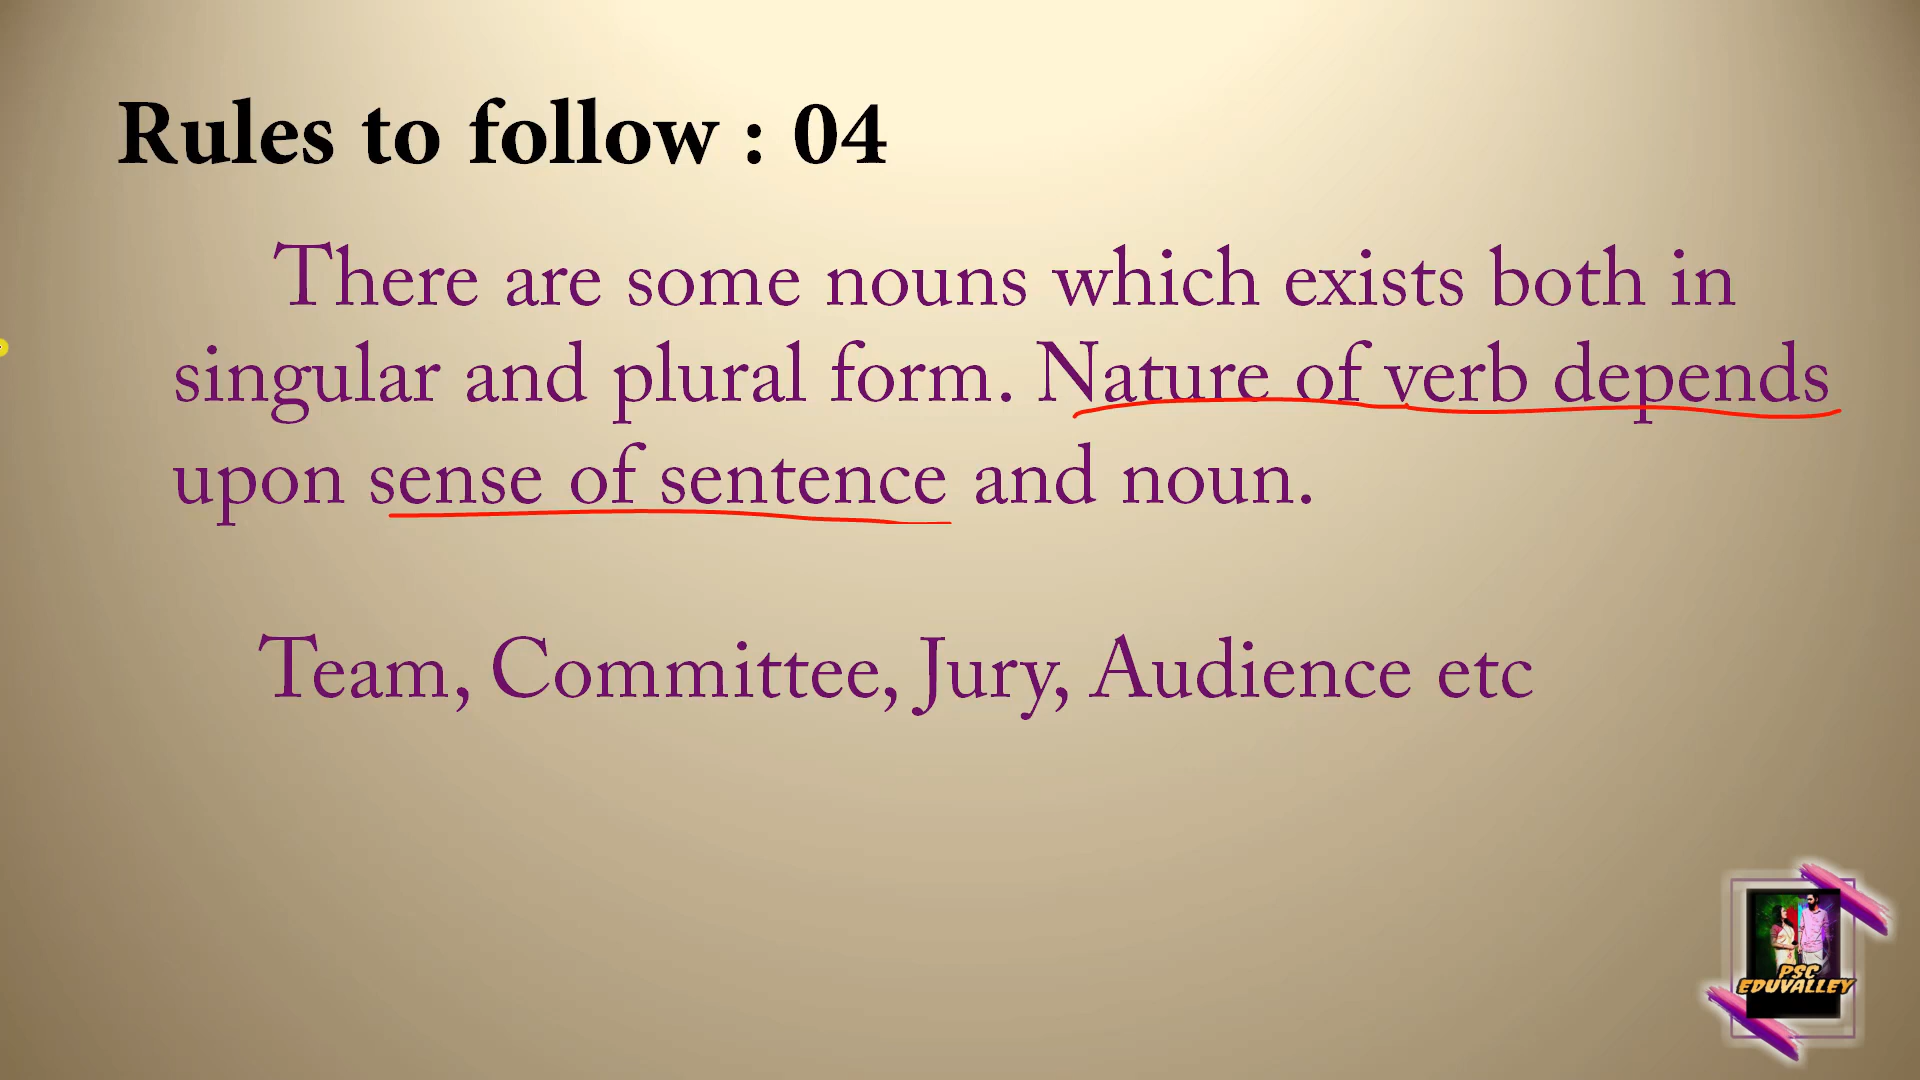 Rules to follow : 04
There are some nouns which exists both in
singular and plural form. Nature of verb depends
upon sense of sentence and noun.
Team, Committee, Jury, Audience etc
PSC
EDUVALLEY